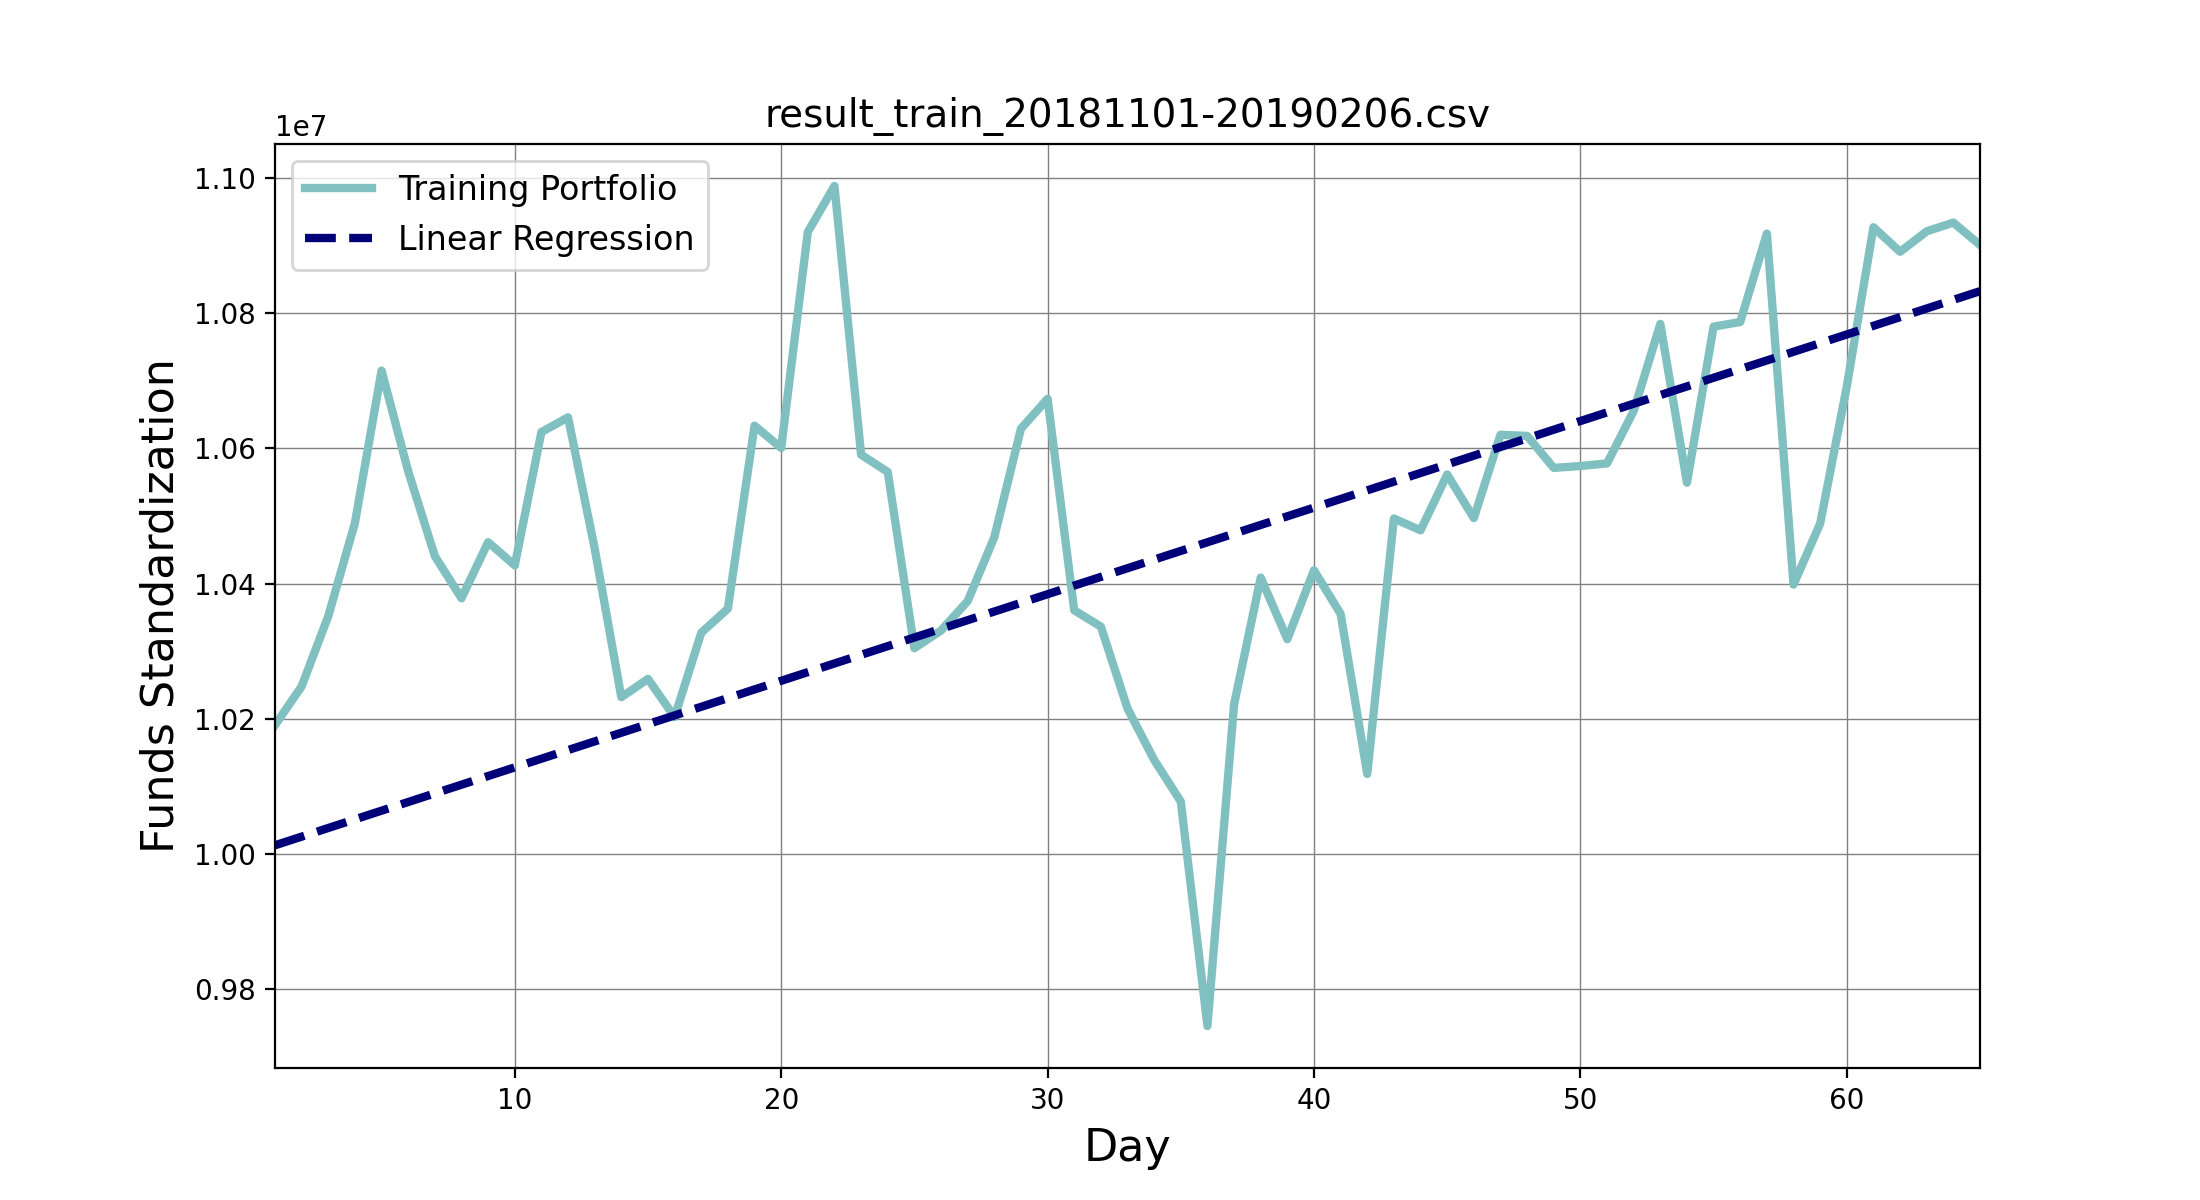 result_train_20181101-20190206.csv
1e7
Training Portfolio
Linear Regression
1.10
1.08
1.06
1.04
1.02
1.00
0.98
Funds Standardization
10 20 30 40 50 60
Day